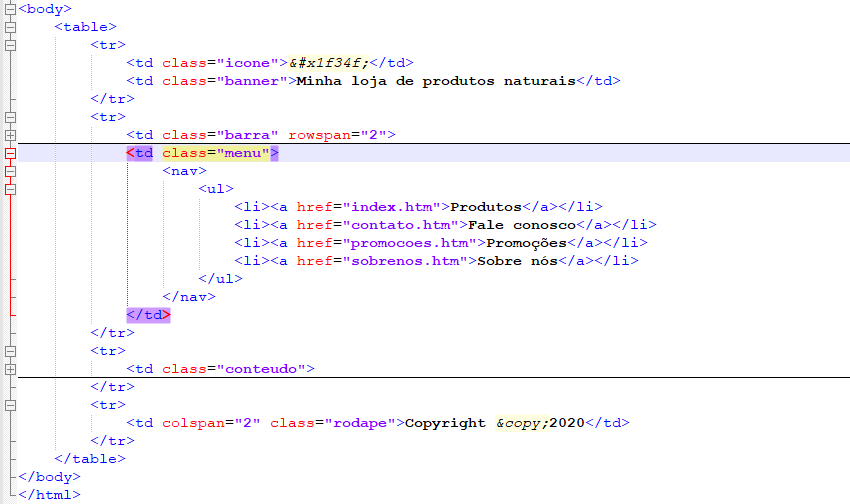 <body>
<table>
<tr>
<td class="icone">&#x1f34f;</td>
<td class="banner">Minha loja de produtos naturais</td>
</tr>
<tr>
<td class="barra" rowspan="2">
<td class="menu">
<nav>
<ul>
<li><a href="index.htm">Produtos</a></li>
<li><a href="contato.htm">Fale conosco</a></li>
<li><a href="promocoes.htm">Promoções</a></li>
<li><a href="sobrenos.htm">Sobre nós</a></li>
</ul>
</nav>
</td>
</tr>
<tr>
<td class="conteudo">
</tr>
<tr>
<td colspan="2" class="rodape">Copyright &copy;2020</td>
</tr>
</table>
</body>
</html>